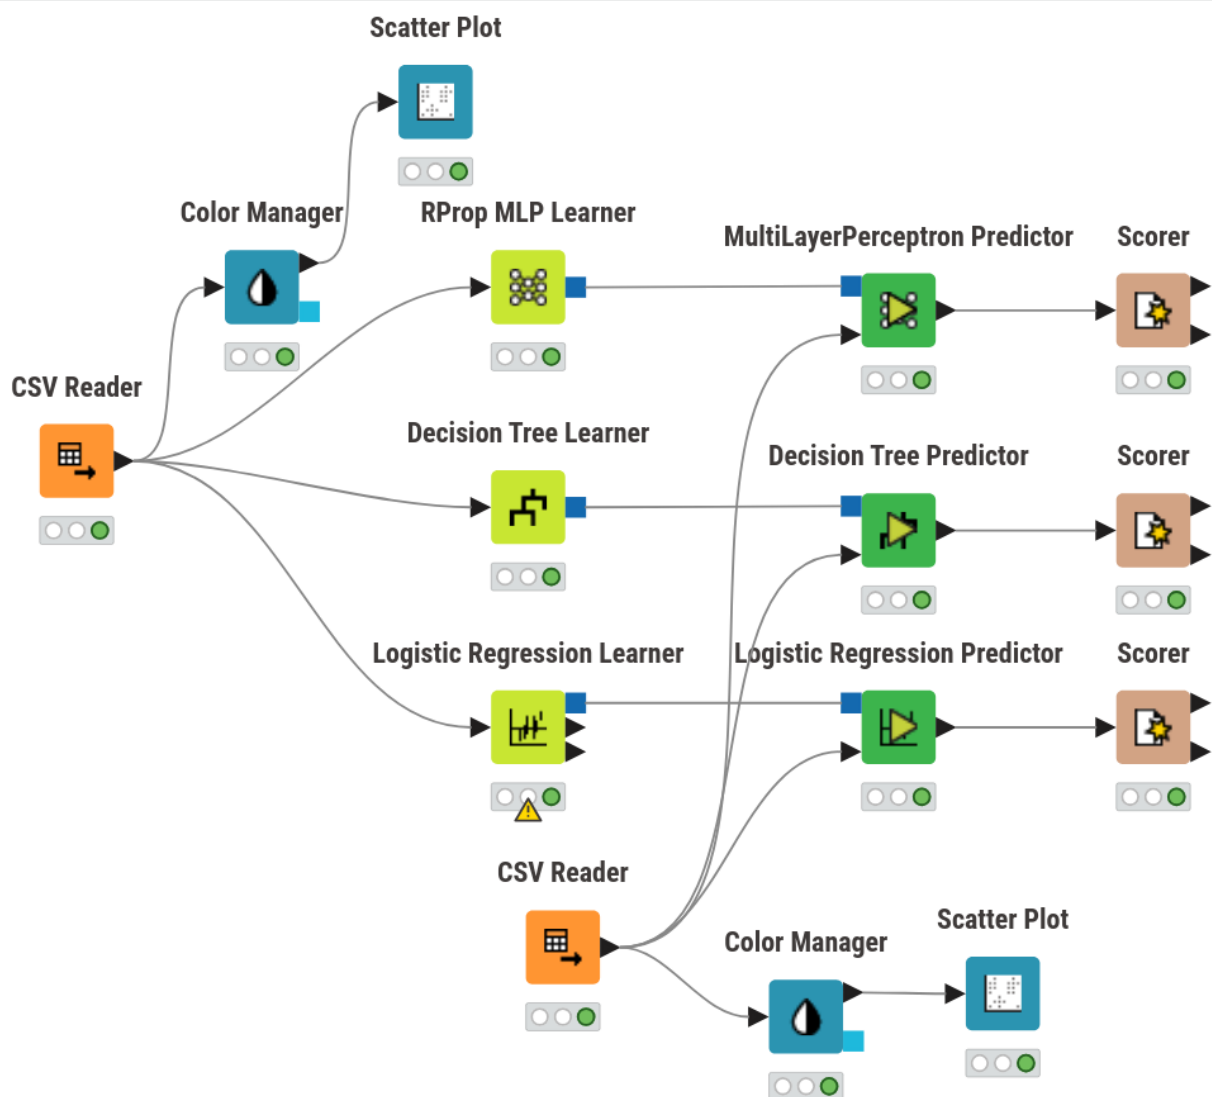 Scatter Plot
Color Manager
RProp MLP Learner
MultiLayerPerceptron Predictor
Scorer
CSV Reader
Decision Tree Learner
Decision Tree Predictor
Scorer
Logistic Regression Learner
Logistic Regression Predictor
Scorer
CSV Reader
Color Manager
Scatter Plot